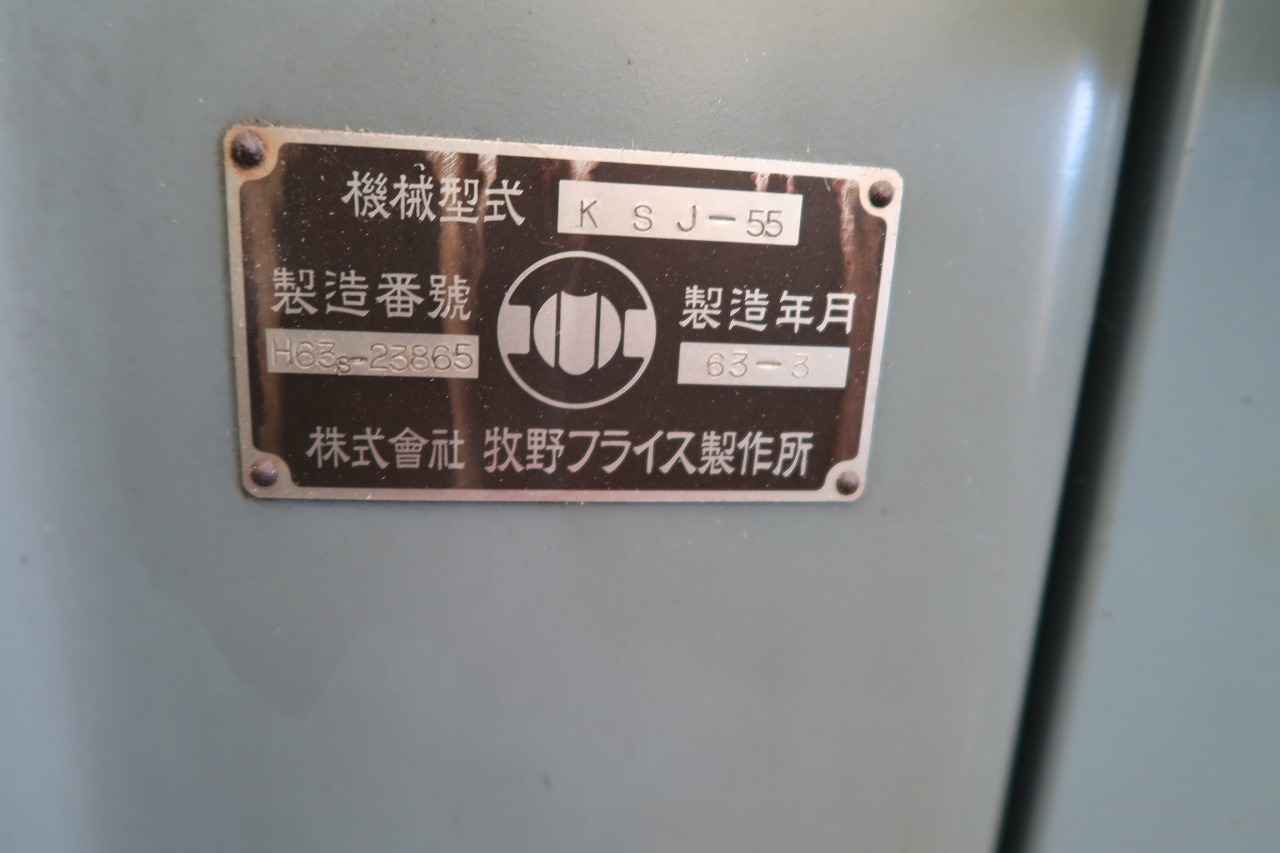 機械型式 KSJ-55
製造番號 製造年月
H63s-23865 63-3
株式會社 牧野フライス製作所